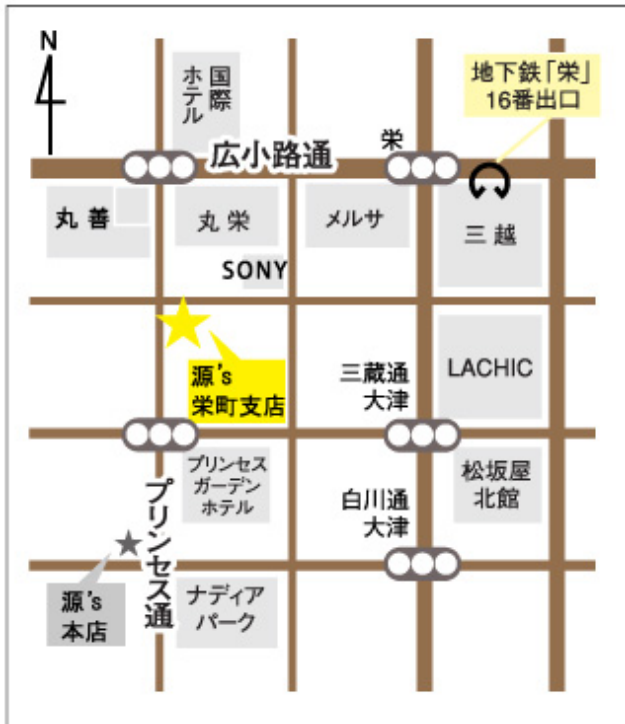 N
国際
ホテル
地下鉄「栄」
16番出口
広小路通
栄
丸善
丸栄
メルサ
三越
SONY
源's
栄町支店
三蔵通
大津
LACHIC
プリンセス
ガーデン
ホテル
プリンセス通
白川通
大津
松坂屋
北館
源's
本店
ナディア
パーク